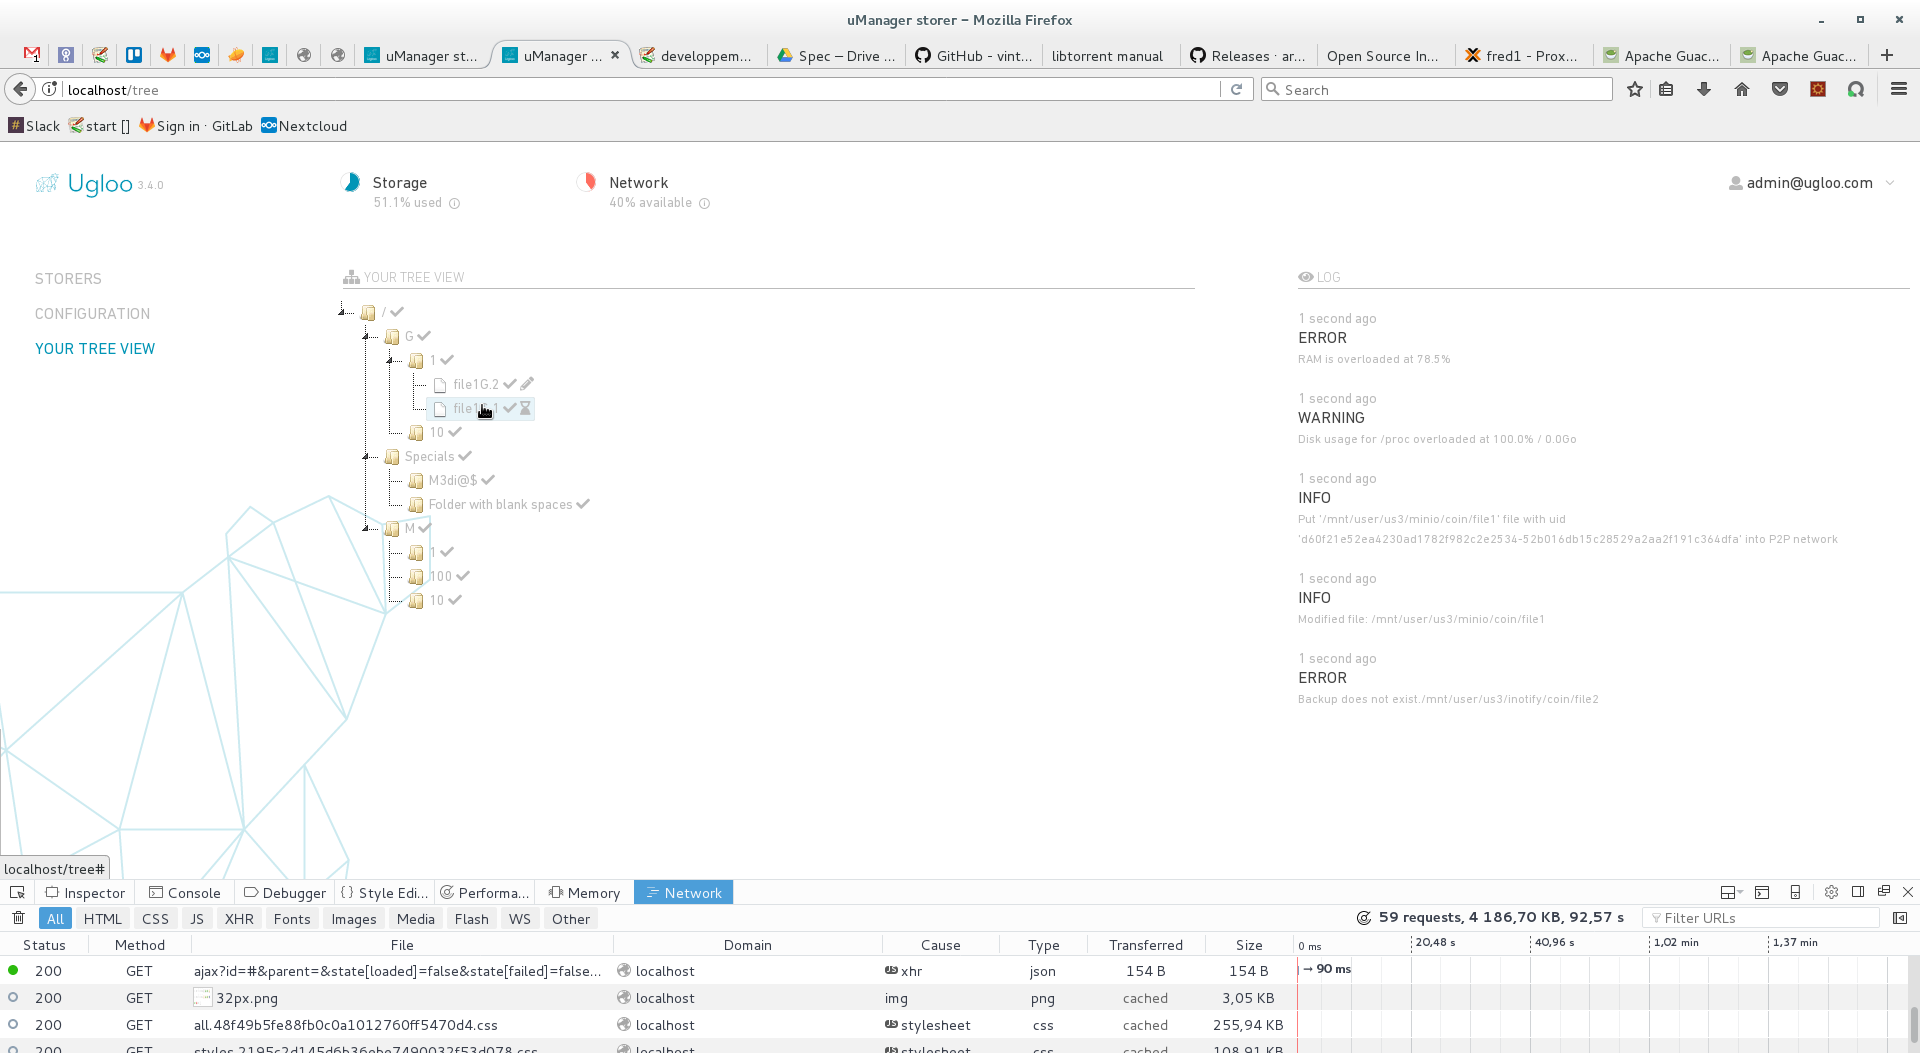 uManager storer – Mozilla Firefox
uManager st...
uManager ...
developpem...
Spec – Drive ...
GitHub - vint...
libtorrent manual
Releases · ar...
Open Source In...
fred1 - Prox...
Apache Guac...
Apache Guac...
localhost/tree
Search
Slack
start []
Sign in · GitLab
Nextcloud
Ugloo 3.4.0
Storage
51.1% used
Network
40% available
admin@ugloo.com
STORERS
CONFIGURATION
YOUR TREE VIEW
YOUR TREE VIEW
/
G
1
file1G.2
10
Specials
M3di@$
Folder with blank spaces
M
1
100
10
LOG
1 second ago
ERROR
RAM is overloaded at 78.5%
1 second ago
WARNING
Disk usage for /proc overloaded at 100.0% / 0.0Go
1 second ago
INFO
Put '/mnt/user/us3/minio/coin/file1' file with uid
'd60f21e52ea4230ad1782f982c2e2534-52b016db15c28529a2aa2f191c364dfa' into P2P network
1 second ago
INFO
Modified file: /mnt/user/us3/minio/coin/file1
1 second ago
ERROR
Backup does not exist:/mnt/user/us3/inotify/coin/file2
localhost/tree#
Inspector
Console
Debugger
Style Edi...
Performa...
Memory
Network
All HTML CSS JS XHR Fonts Images Media Flash WS Other
59 requests, 4 186,70 KB, 92,57 s
Filter URLs
Status Method File Domain Cause Type Transferred Size 0 ms 20,48 s 40,96 s 1,02 min 1,37 min
200 GET ajax?id=#&parent=&state[loaded]=false&state[failed]=false... localhost JS xhr json 154 B 154 B → 90 ms
200 GET 32px.png localhost img png cached 3,05 KB
200 GET all.48f49b5fe88fb0c0a1012760ff5470d4.css localhost JS stylesheet css cached 255,94 KB
200 GET styles.2195c2d145d6b36ebe7490032f53d078.css localhost JS stylesheet css cached 108,91 KB